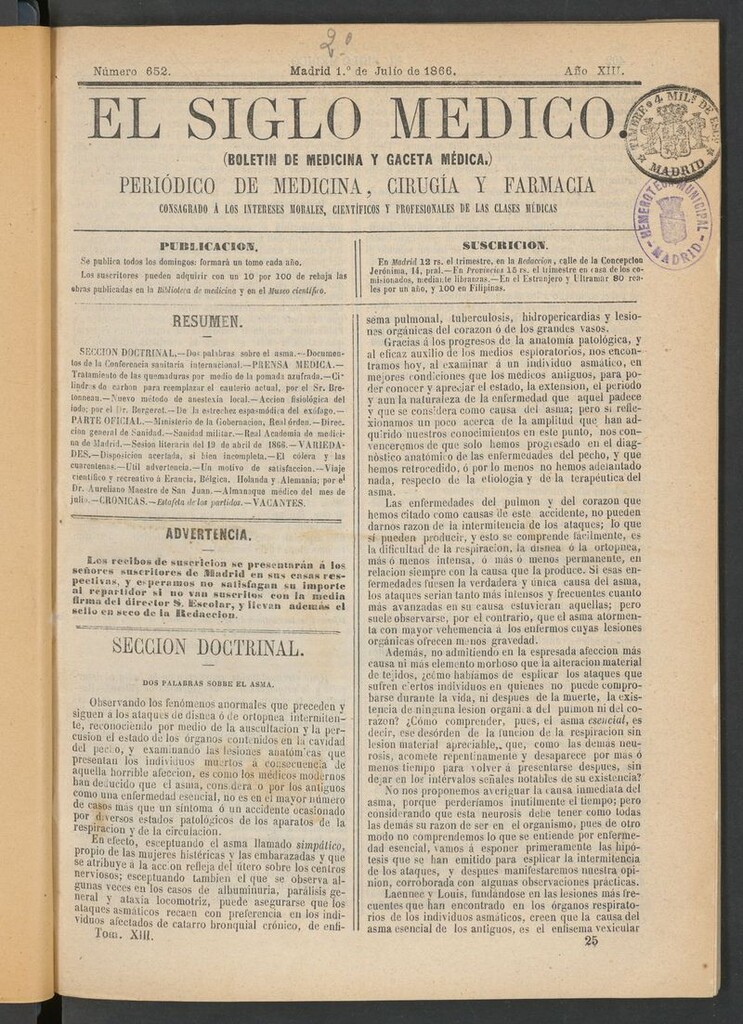 2.º
Número 652.
Madrid 1.º de Julio de 1866.
Año XIII.
EL SIGLO MEDICO.
(BOLETIN DE MEDICINA Y GACETA MÉDICA.)
PERIÓDICO DE MEDICINA, CIRUGÍA Y FARMACIA
CONSAGRADO Á LOS INTERESES MORALES, CIENTÍFICOS Y PROFESIONALES DE LAS CLASES MÉDICAS
TIMBRE 4 MILS DE ESC.
MADRID
HEMEROTECA MUNICIPAL
MADRID
PUBLICACION.
Se publica todos los domingos: formará un tomo cada año.
Los suscritores pueden adquirir con un 10 por 100 de rebaja las
obras publicadas en la Biblioteca de medicina y en el Museo científico.
SUSCRICION.
En Madrid 12 rs. el trimestre, en la Redaccion, calle de la Concepcion
Jerónima, 14, pral.—En Provincias 15 rs. el trimestre en casa de los co-
misionados, mediante libranzas.—En el Estranjero y Ultramar 80 rea-
les por un año, y 100 en Filipinas.
RESUMEN.
SECCION DOCTRINAL.—Dos palabras sobre el asma.—Documen-
tos de la Conferencia sanitaria internacional.—PRENSA MEDICA.—
Tratamiento de las quemaduras por medio de la pomada azufrada.—Ci-
lindros de carbon para reemplazar el cauterio actual, por el Sr. Bre-
tonneau.—Nuevo método de anestesia local.—Accion fisiológica del
iodo; por el Dr. Bergeret.—De la estrechez espasmódica del exófago.—
PARTE OFICIAL.—Ministerio de la Gobernacion, Real órden.—Direc-
cion general de Sanidad.—Sanidad militar.—Real Academia de medici-
na de Madrid.—Sesion literaria del 19 de abril de 1866.—VARIEDA-
DES.—Disposicion acertada, si bien incompleta.—El cólera y las
cuarentenas.—Util advertencia.—Un motivo de satisfaccion.—Viaje
científico y recreativo á Francia, Bélgica, Holanda y Alemania; por el
Dr. Aureliano Maestre de San Juan.—Almanaque médico del mes de
julio.—CRÓNICAS.—Estafeta de los partidos.—VACANTES.
ADVERTENCIA.
Los recibos de suscricion se presentarán á los
señores suscritores de Madrid en sus casas res-
pectivas, y esperamos no satisfagan su importe
al repartidor si no van suscritos con la media
firma del director S. Escolar, y llevan además el
sello en seco de la Redaccion.
SECCION DOCTRINAL.
DOS PALABRAS SOBRE EL ASMA.
Observando los fenómenos anormales que preceden y
siguen á los ataques de disnea ó de ortopnea intermiten-
te, reconociendo por medio de la auscultacion y la per-
cusion el estado de los órganos contenidos en la cavidad
del pecho, y examinando las lesiones anatómicas que
presentan los individuos muertos á consecuencia de
aquella horrible afeccion, es como los médicos modernos
han deducido que el asma, considerado por los antiguos
como una enfermedad esencial, no es en el mayor número
de casos mas que un síntoma ó un accidente ocasionado
por diversos estados patológicos de los aparatos de la
respiracion y de la circulacion.
En efecto, esceptuando el asma llamado simpático,
propio de las mujeres histéricas y las embarazadas y que
se atribuye á la accion refleja del útero sobre los centros
nerviosos; esceptuando tambien el que se observa al-
gunas veces en los casos de albuminuria, parálisis ge-
neral y ataxia locomotriz, puede asegurarse que los
ataques asmáticos recaen con preferencia en los indi-
viduos afectados de catarro bronquial crónico, de enfi-
Tom. XIII.
sema pulmonal, tuberculosis, hidropericardias y lesio-
nes orgánicas del corazon ó de los grandes vasos.
Gracias á los progresos de la anatomía patológica, y
al eficaz auxilio de los medios esploratorios, nos encon-
tramos hoy, al examinar á un individuo asmático, en
mejores condiciones que los médicos antiguos, para po-
der conocer y apreciar el estado, la estension, el periodo
y aun la naturaleza de la enfermedad que aquel padece
y que se considera como causa del asma; pero si refle-
xionamos un poco acerca de la amplitud que han ad-
quirido nuestros conocimientos en este punto, nos con-
venceremos de que solo hemos progresado en el diag-
nóstico anatómico de las enfermedades del pecho, y que
hemos retrocedido, ó por lo menos no hemos adelantado
nada, respecto de la etiología y de la terapéutica del
asma.
Las enfermedades del pulmon y del corazon que
hemos citado como causas de este accidente, no pueden
darnos razon de la intermitencia de los ataques; lo que
sí pueden producir, y esto se comprende fácilmente, es
la dificultad de la respiracion, la disnea ó la ortopnea,
más ó menos intensa, ó mas ó menos permanente, en
relacion siempre con la causa que la produce. Si esas en-
fermedades fuesen la verdadera y única causa del asma,
los ataques serian tanto más intensos y frecuentes cuanto
más avanzadas en su causa estuvieran aquellas; pero
suele observarse, por el contrario, que el asma atormen-
ta con mayor vehemencia á los enfermos cuyas lesiones
orgánicas ofrecen menos gravedad.
Además, no admitiendo en la espresada afeccion más
causa ni más elemento morboso que la alteracion material
de tejidos, ¿cómo habíamos de esplicar los ataques que
sufren ciertos individuos en quienes no puede compro-
barse durante la vida, ni despues de la muerte, la exis-
tencia de ninguna lesion orgánica del pulmon ni del co-
razon? ¿Cómo comprender, pues, el asma esencial, es
decir, ese desórden de la funcion de la respiracion sin
lesion material apreciable, que, como las demás neu-
rosis, acomete repentinamente y desaparece por mas ó
menos tiempo para volver á presentarse despues, sin
dejar en los intervalos señales notables de su existencia?
No nos proponemos averiguar la causa inmediata del
asma, porque perderíamos inutilmente el tiempo; pero
considerando que esta neurosis debe tener como todas
las demás su razon de ser en el organismo, pues de otro
modo no comprendemos lo que se entiende por enferme-
dad esencial, vamos á esponer primeramente las hipó-
tesis que se han emitido para esplicar la intermitencia
de los ataques, y despues manifestaremos nuestra opi-
nion, corroborada con algunas observaciones prácticas.
Laennec y Louis, fundándose en las lesiones más fre-
cuentes que han encontrado en los órganos respirato-
rios de los individuos asmáticos, creen que la causa del
asma esencial de los antiguos, es el enfisema vexicular
25